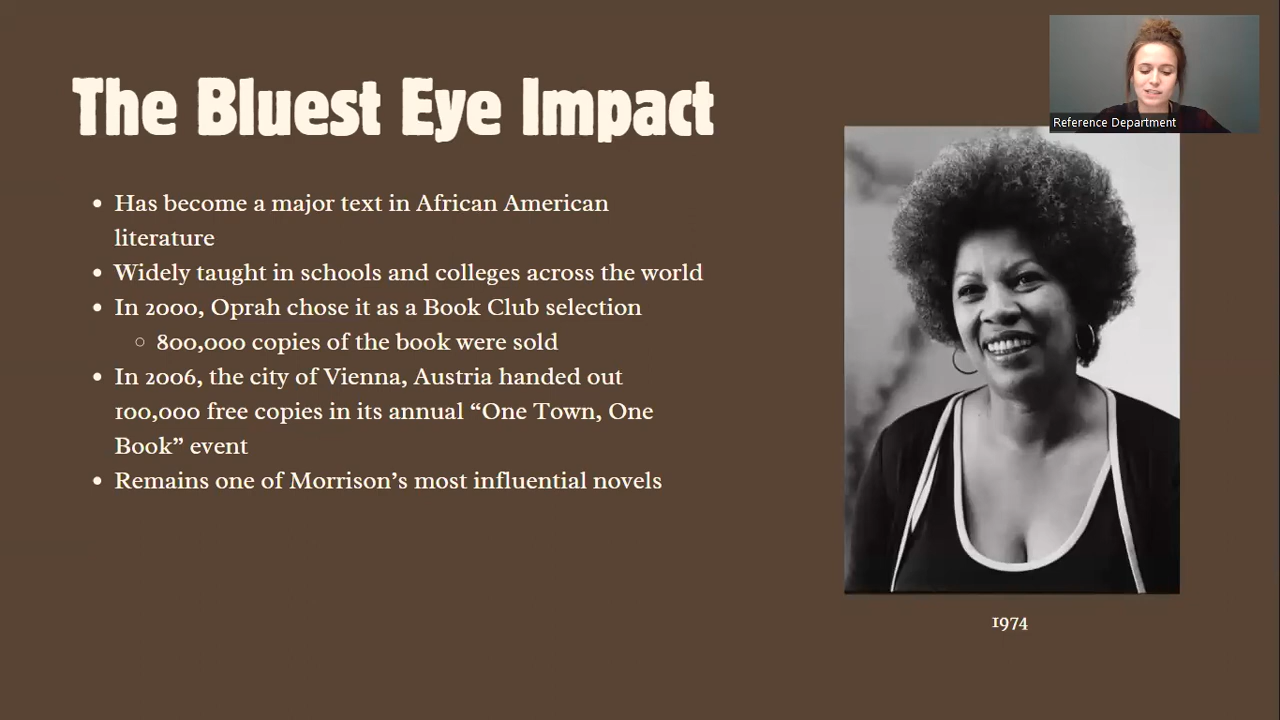 The Bluest Eye Impact
Reference Department
• Has become a major text in African American
literature
• Widely taught in schools and colleges across the world
• In 2000, Oprah chose it as a Book Club selection
○ 800,000 copies of the book were sold
• In 2006, the city of Vienna, Austria handed out
100,000 free copies in its annual “One Town, One
Book” event
• Remains one of Morrison’s most influential novels
1974